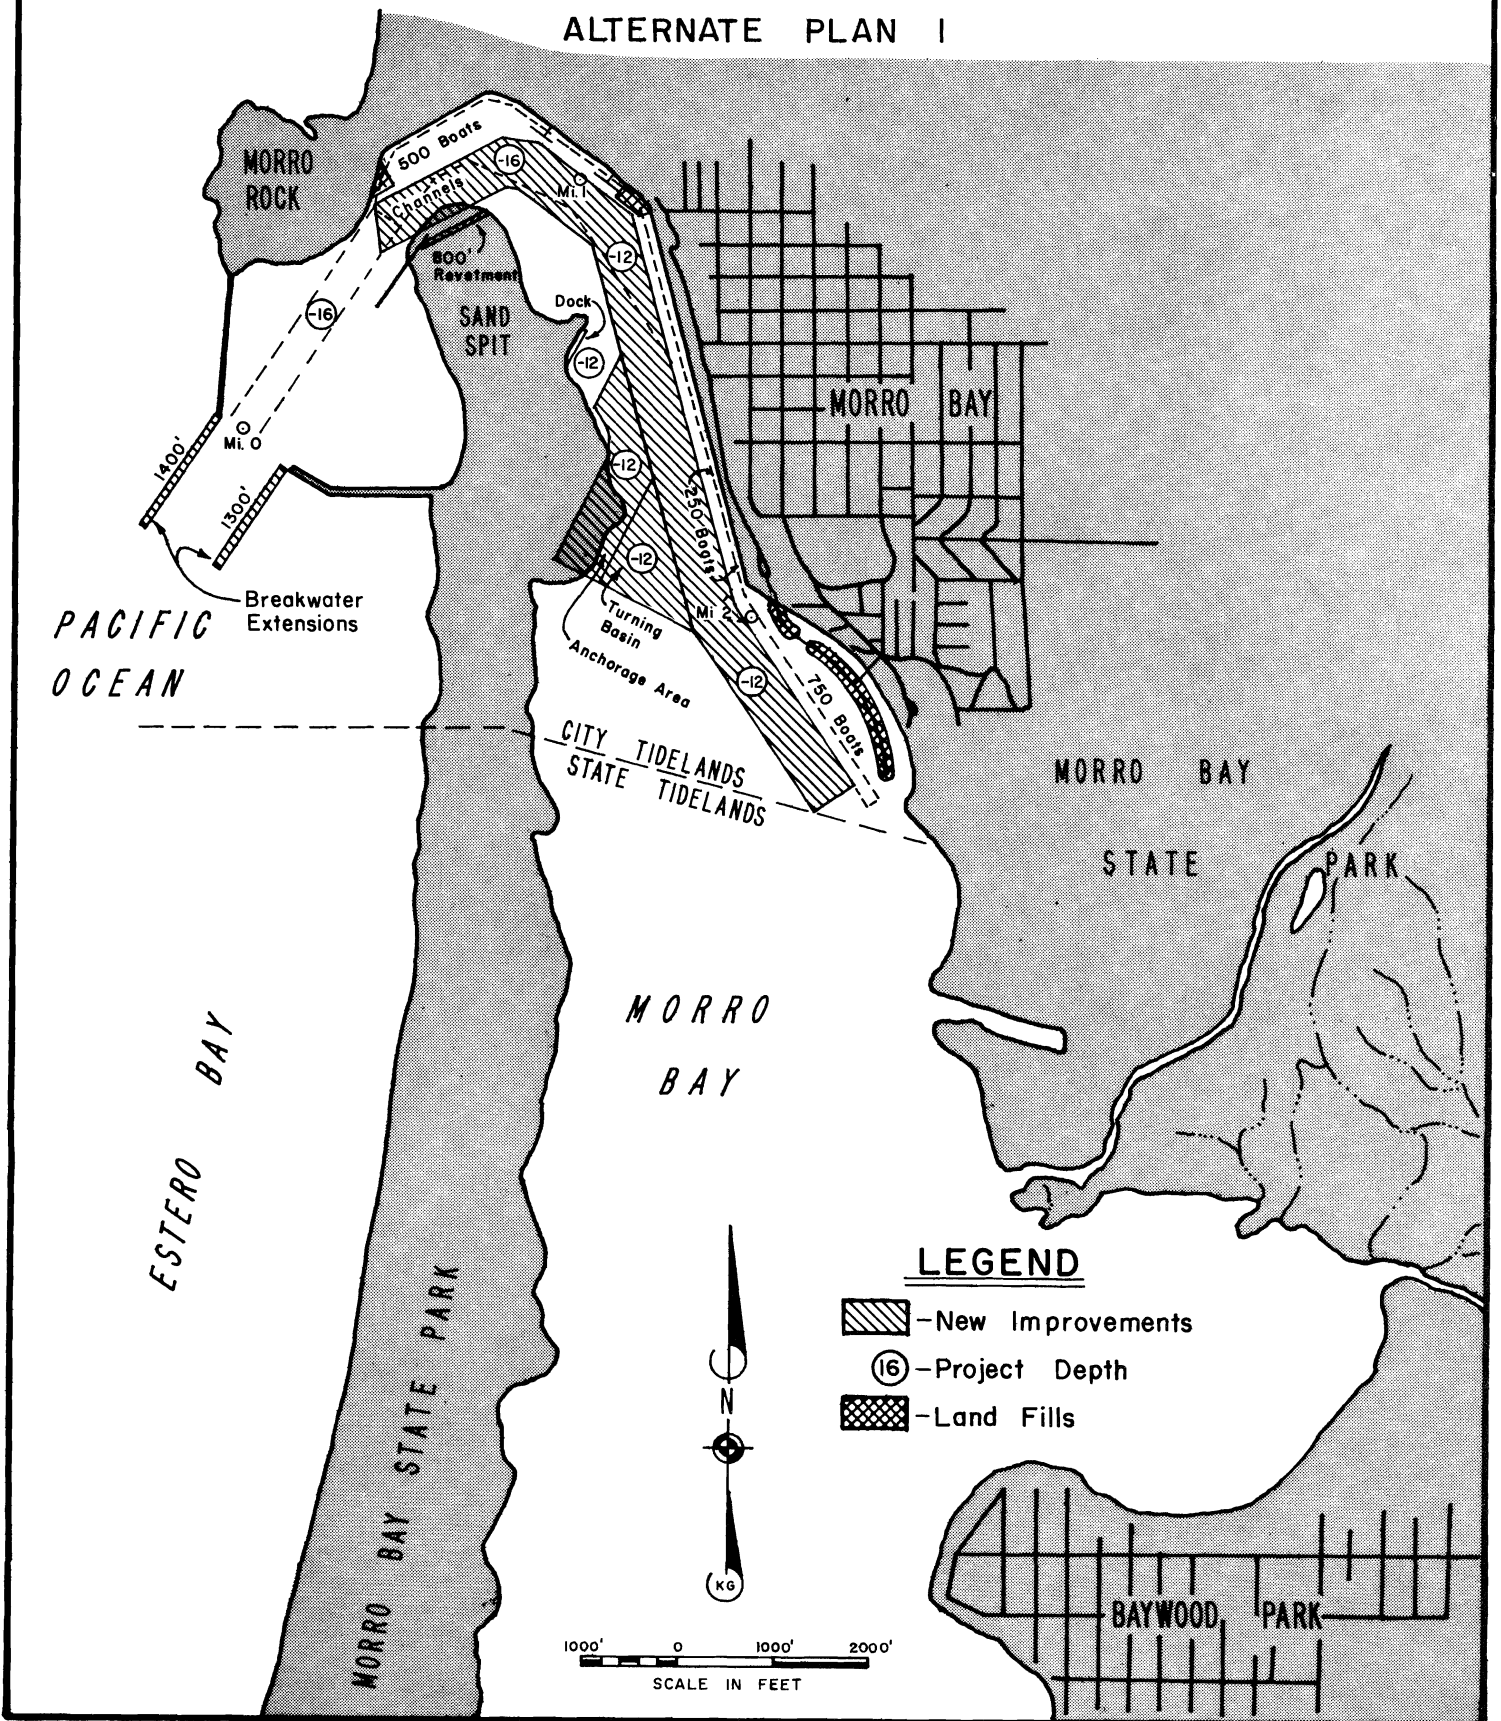 ALTERNATE PLAN I
MORRO
ROCK
500 Boats
-16
Channels
Mi. 1
-12
600'
Revetment
Dock
SAND
SPIT
-16
-12
MORRO BAY
Mi. 0
1400'
1300'
-12
250 Boats
-12
Breakwater
Extensions
Turning
Basin
Anchorage Area
Mi. 2
PACIFIC
OCEAN
-12
750 Boats
CITY TIDELANDS
STATE TIDELANDS
MORRO BAY
STATE PARK
MORRO
BAY
ESTERO BAY
MORRO BAY STATE PARK
LEGEND
-New Improvements
16 -Project Depth
-Land Fills
N
KG
BAYWOOD PARK
1000' 0 1000' 2000'
SCALE IN FEET